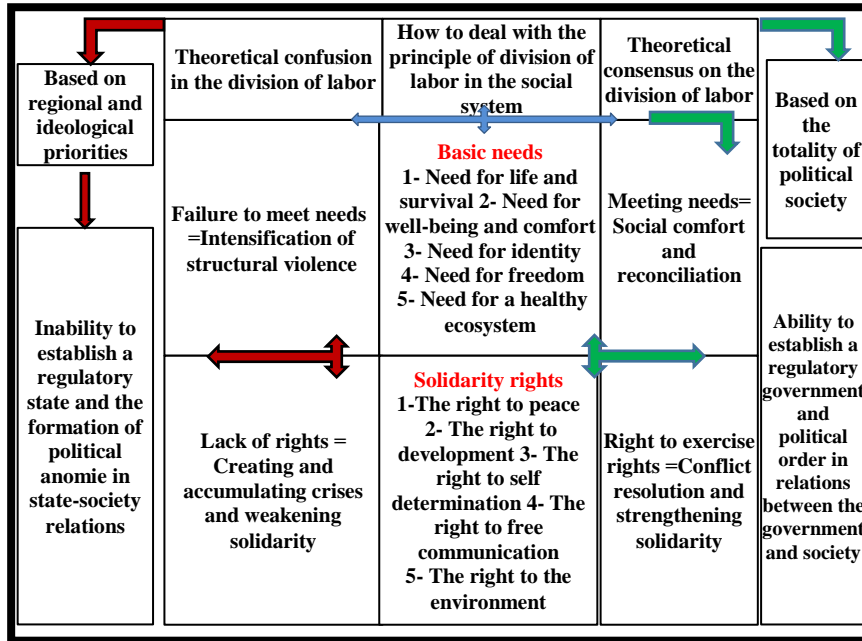 Based on
regional and
ideological
priorities
Inability to
establish a
regulatory
state and the
formation of
political
anomie in
state-society
relations
Theoretical confusion
in the division of labor
Failure to meet needs
=Intensification of
structural violence
Lack of rights =
Creating and
accumulating crises
and weakening
solidarity
How to deal with the
principle of division of
labor in the social
system
Basic needs
1- Need for life and
survival 2- Need for
well-being and comfort
3- Need for identity
4- Need for freedom
5- Need for a healthy
ecosystem
Solidarity rights
1-The right to peace
2- The right to
development 3- The
right to self
determination 4- The
right to free
communication
5- The right to the
environment
Theoretical
consensus on the
division of labor
Meeting needs=
Social comfort
and
reconciliation
Right to exercise
rights =Conflict
resolution and
strengthening
solidarity
Based on
the
totality of
political
society
Ability to
establish a
regulatory
government
and
political
order in
relations
between the
government
and society